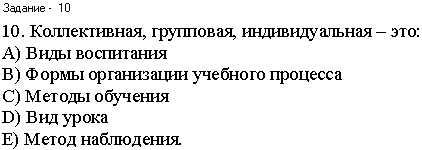 Задание - 10
10. Коллективная, групповая, индивидуальная – это:
A) Виды воспитания
B) Формы организации учебного процесса
C) Методы обучения
D) Вид урока
E) Метод наблюдения.